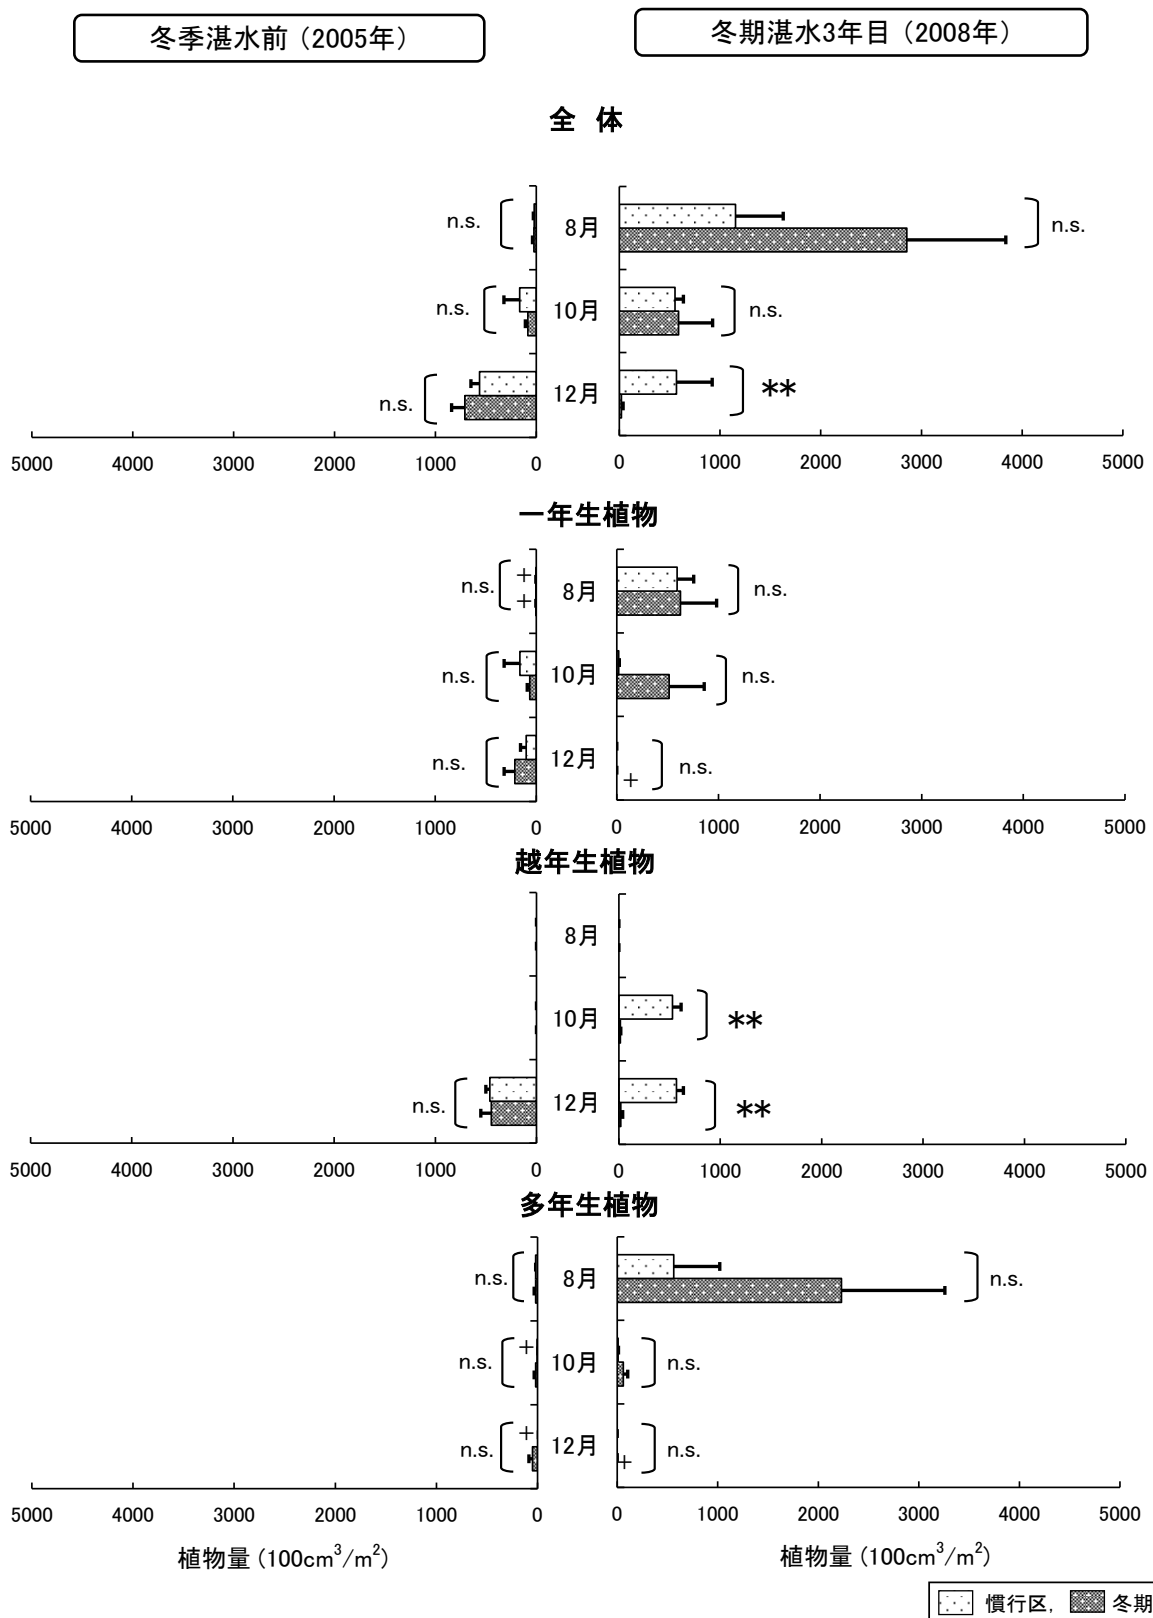 冬季湛水前（2005年）
冬期湛水3年目（2008年）
全 体
n.s. 8月 n.s.
n.s. 10月 n.s.
n.s. 12月 **
5000 4000 3000 2000 1000 0 0 1000 2000 3000 4000 5000
一年生植物
n.s. + + 8月 n.s.
n.s. 10月 n.s.
n.s. 12月 + n.s.
5000 4000 3000 2000 1000 0 0 1000 2000 3000 4000 5000
越年生植物
8月
10月 **
n.s. 12月 **
5000 4000 3000 2000 1000 0 0 1000 2000 3000 4000 5000
多年生植物
n.s. 8月 n.s.
n.s. + 10月 n.s.
n.s. + 12月 + n.s.
5000 4000 3000 2000 1000 0 0 1000 2000 3000 4000 5000
植物量（100cm³/m²） 植物量（100cm³/m²）
慣行区, 冬期